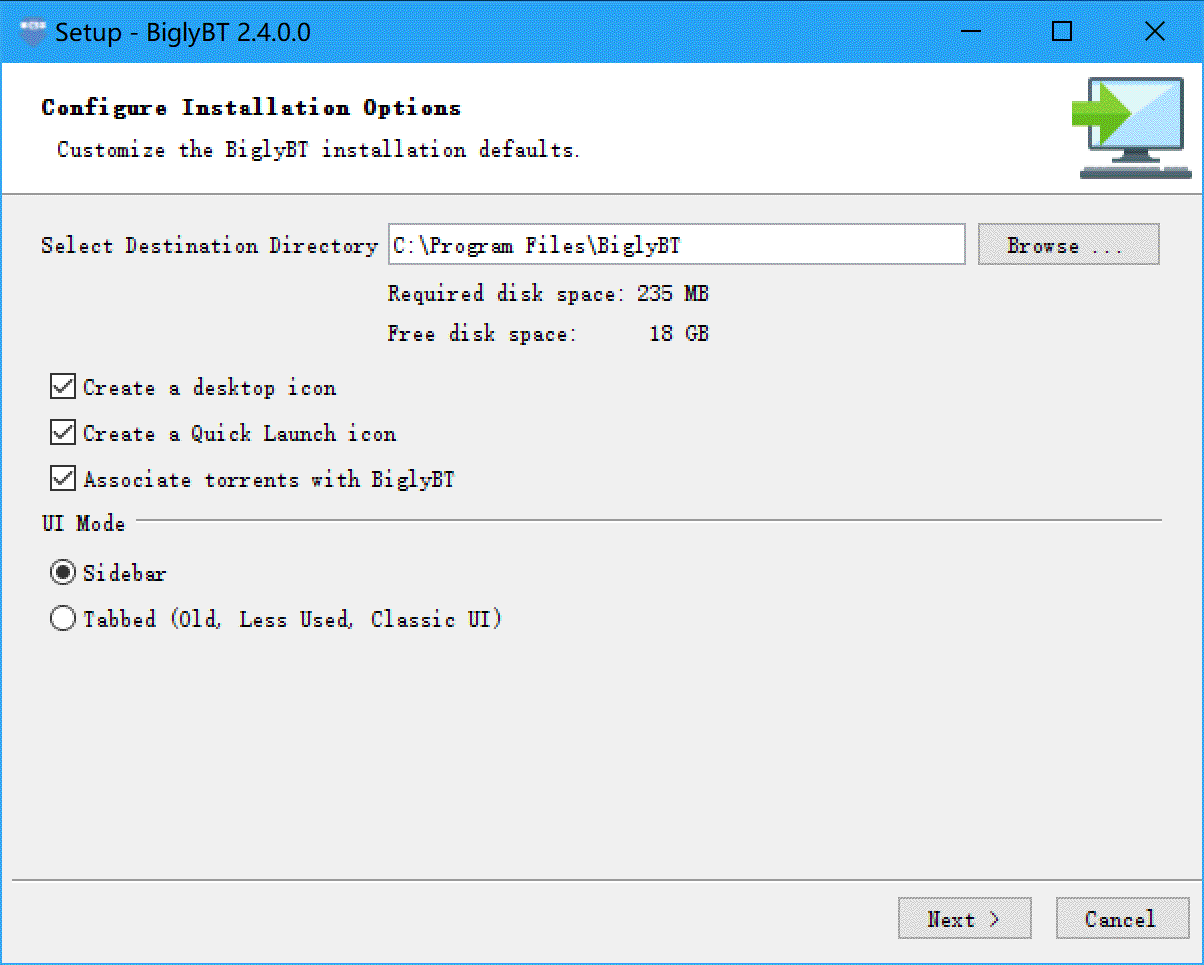 Setup - BiglyBT 2.4.0.0
Configure Installation Options
Customize the BiglyBT installation defaults.
Select Destination Directory C:\Program Files\BiglyBT Browse ...
Required disk space: 235 MB
Free disk space: 18 GB
Create a desktop icon
Create a Quick Launch icon
Associate torrents with BiglyBT
UI Mode
Sidebar
Tabbed (Old, Less Used, Classic UI)
Next > Cancel